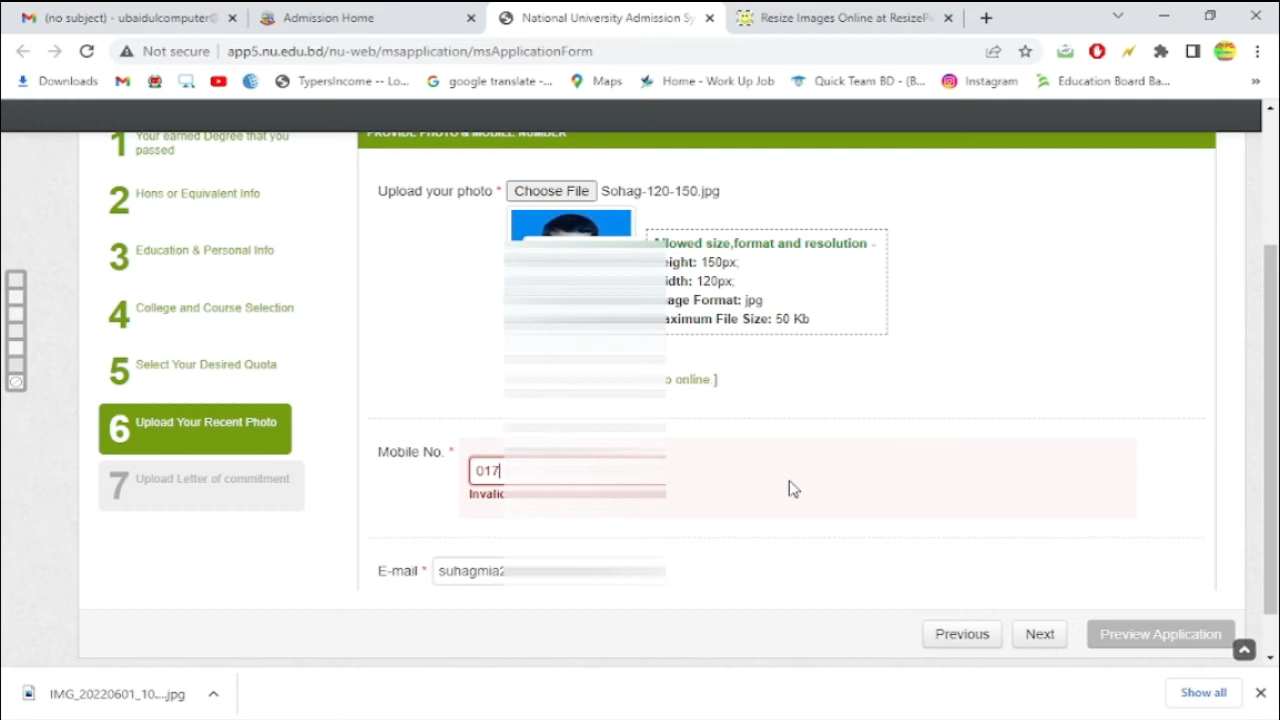 (no subject) - ubaidulcomputer@
Admission Home
National University Admission Sy
Resize Images Online at ResizePi
Not secure app5.nu.edu.bd/nu-web/msapplication/msApplicationForm
Downloads
TypersIncome -- Lo...
google translate -...
Maps
Home - Work Up Job
Quick Team BD - (B...
Instagram
Education Board Ba...
»
PROVIDE PHOTO & MOBILE NUMBER
1 Your earned Degree that you
passed
2 Hons or Equivalent Info
3 Education & Personal Info
4 College and Course Selection
5 Select Your Desired Quota
6 Upload Your Recent Photo
7 Upload Letter of commitment
Upload your photo * Choose File Sohag-120-150.jpg
Allowed size,format and resolution -
eight: 150px;
idth: 120px;
age Format: jpg
aximum File Size: 50 Kb
online ]
Mobile No. *
017
Invalid
E-mail * suhagmia2
Previous
Next
Preview Application
IMG_20220601_10....jpg
Show all